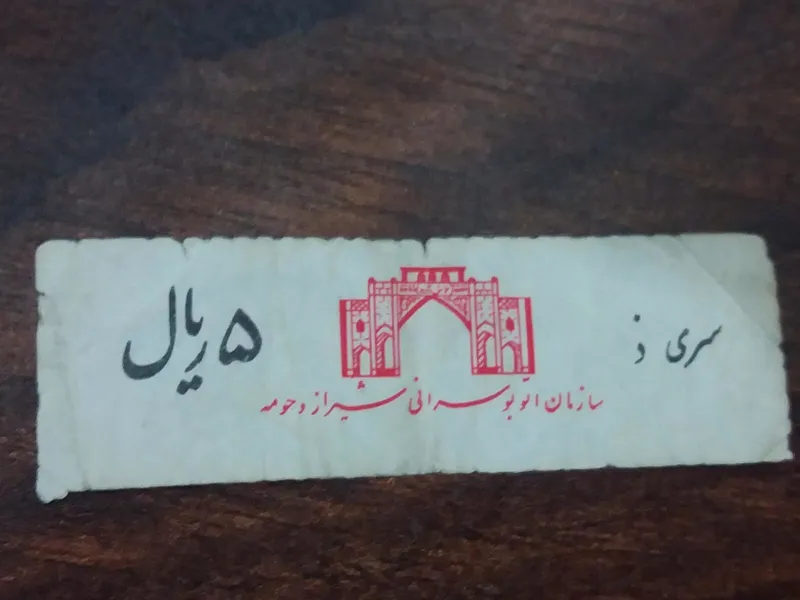 سری ذ
۵ ریال
سازمان اتوبوسرانی شیراز و حومه